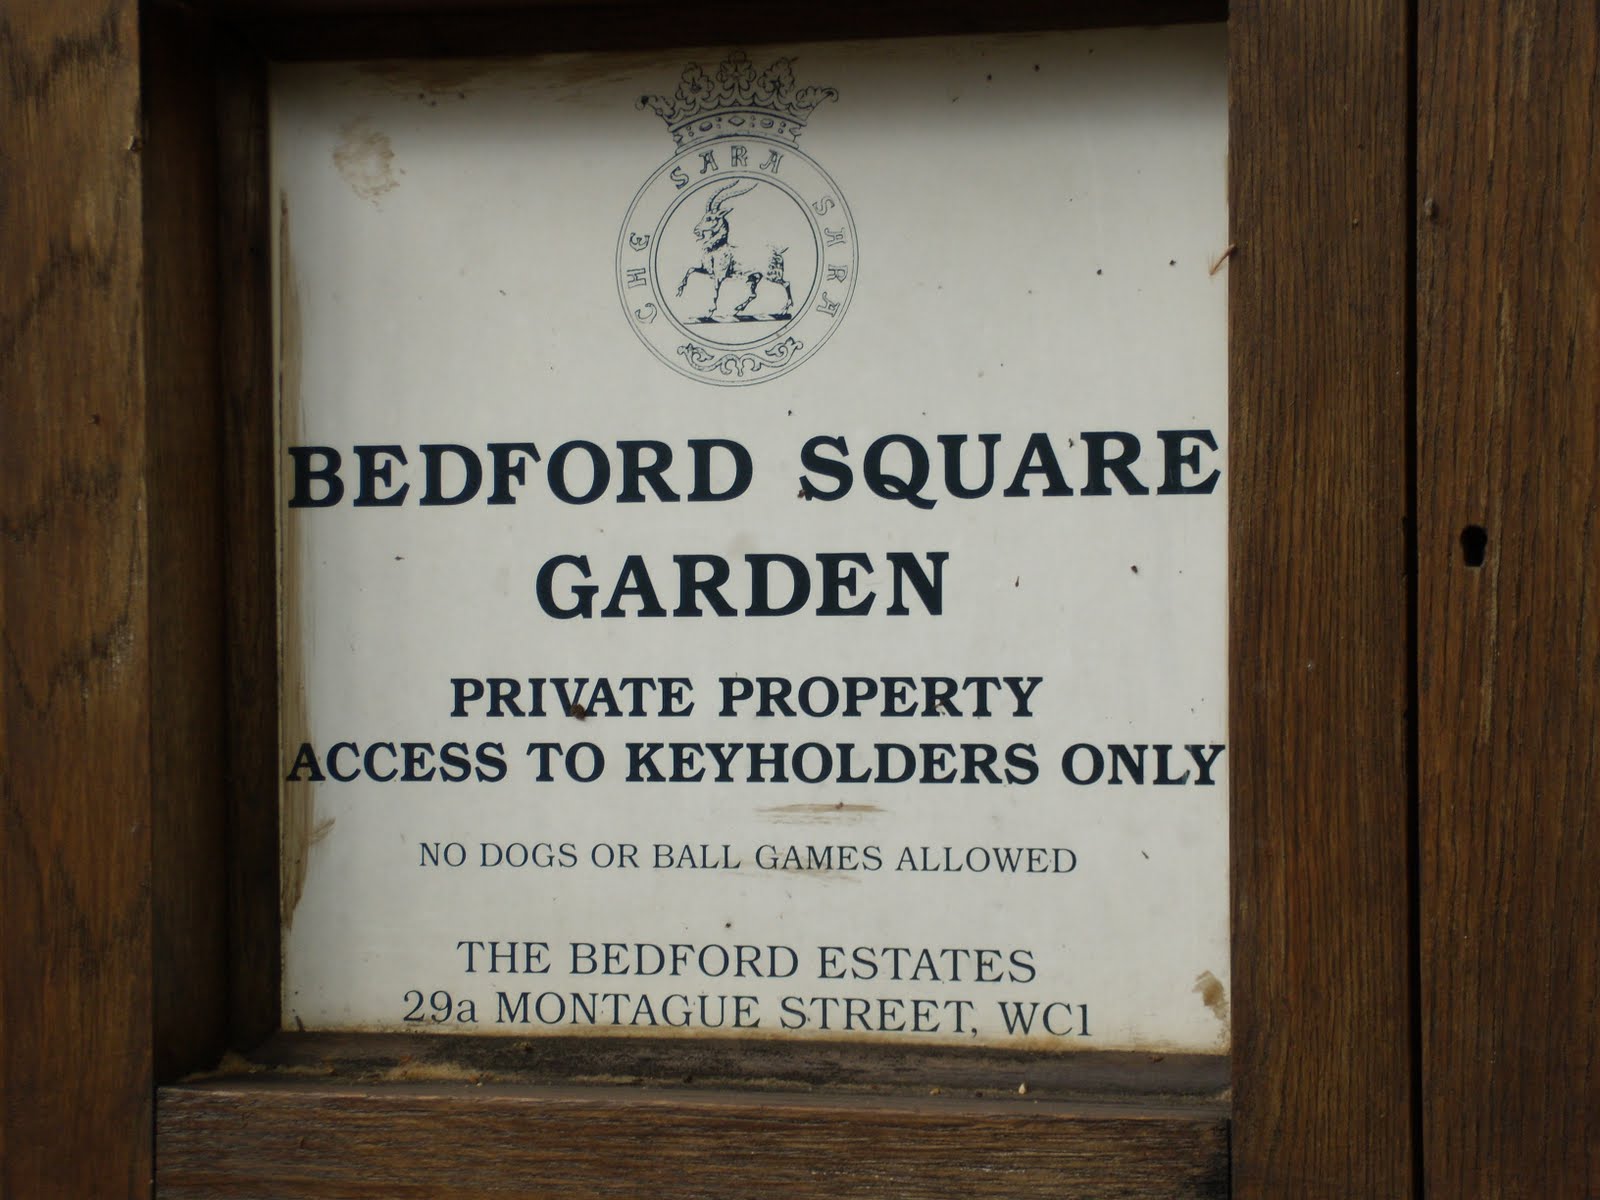 CHE SARA SARA
BEDFORD SQUARE
GARDEN
PRIVATE PROPERTY
ACCESS TO KEYHOLDERS ONLY
NO DOGS OR BALL GAMES ALLOWED
THE BEDFORD ESTATES
29a MONTAGUE STREET, WC1